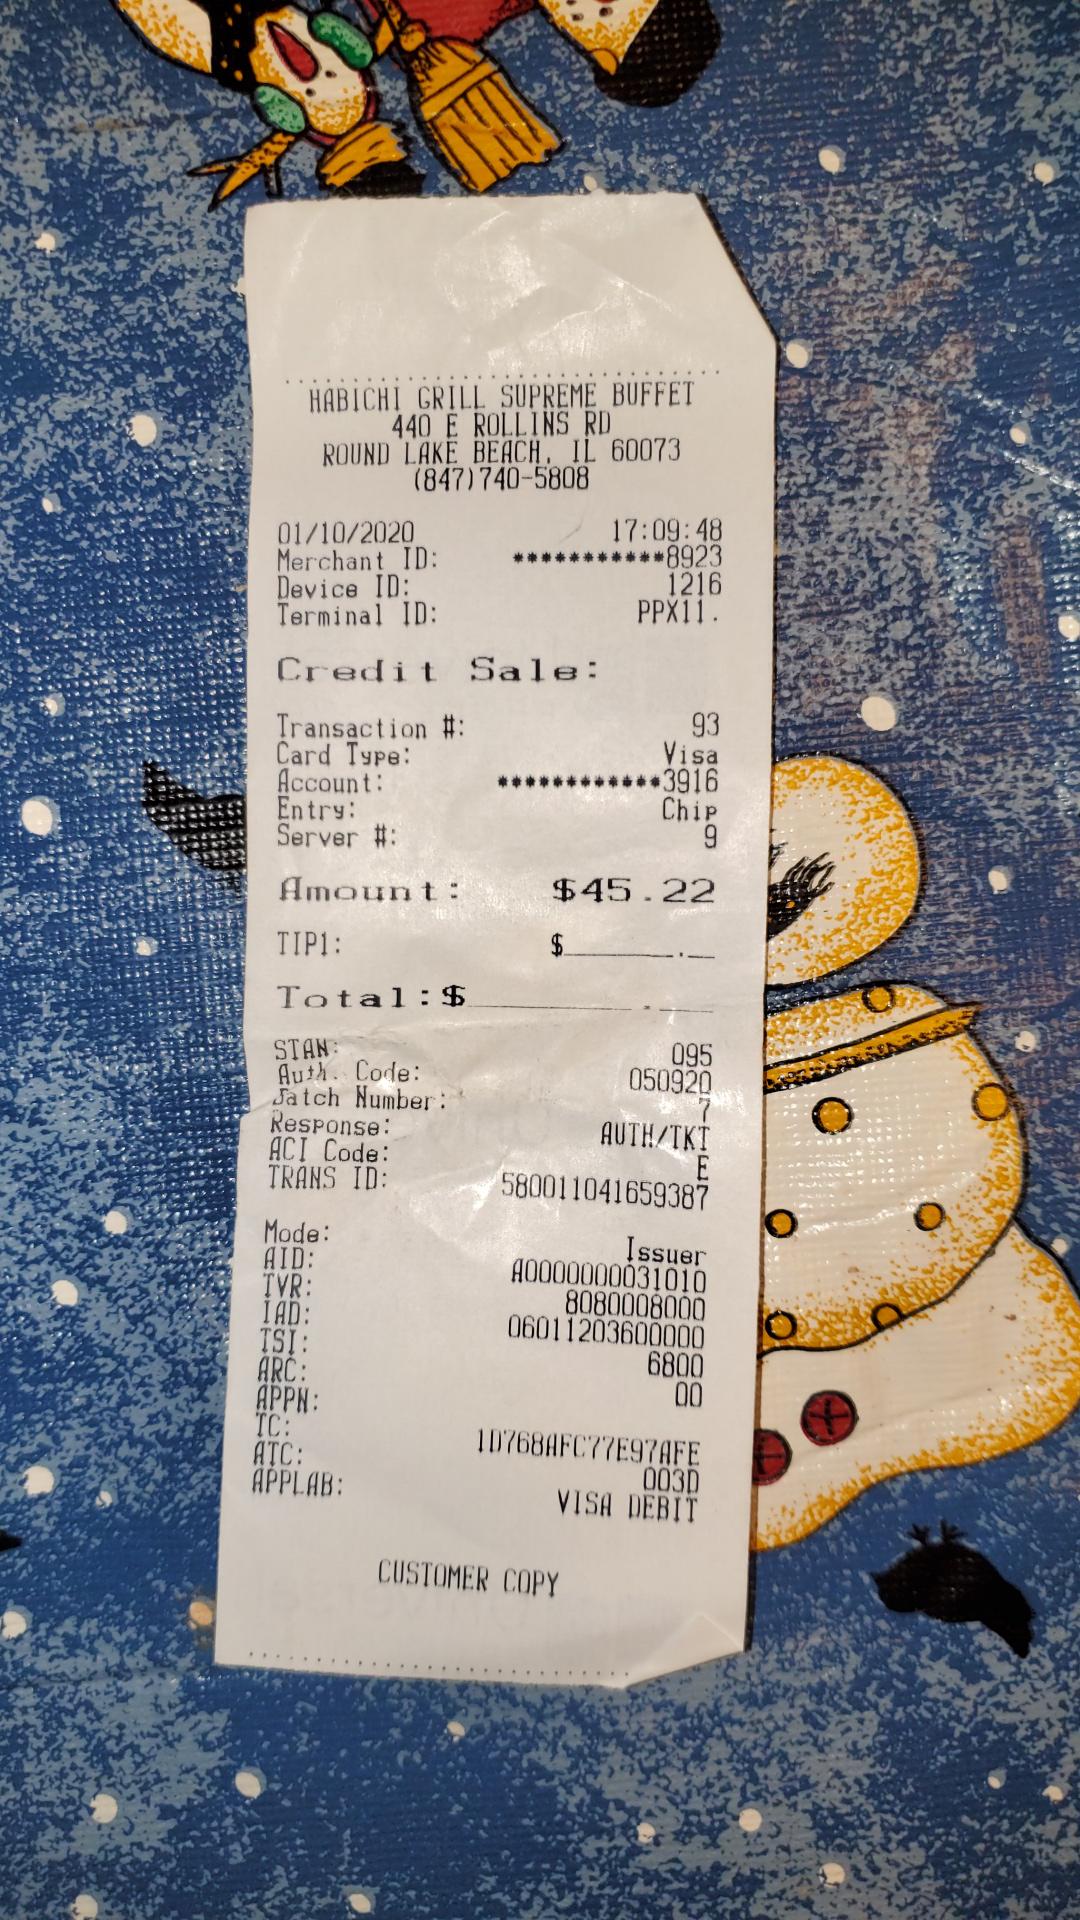 HABICHI GRILL SUPREME BUFFET
440 E ROLLINS RD
ROUND LAKE BEACH, IL 60073
(847)740-5808
01/10/2020 17:09:48
Merchant ID: **********8923
Device ID: 1216
Terminal ID: PPX11.
Credit Sale:
Transaction #: 93
Card Type: Visa
Account: ************3916
Entry: Chip
Server #: 9
Amount: $45.22
TIP1: $________.__
Total:$________.__
STAN: 095
Auth. Code: 050920
Batch Number: 7
Response: AUTH/TKT
ACI Code: E
TRANS ID: 580011041659387
Mode: Issuer
AID: A0000000031010
TVR: 8080008000
IAD: 06011203600000
TSI: 6800
ARC: 00
APPN:
TC: 1D768AFC77E97AFE
ATC: 003D
APPLAB: VISA DEBIT
CUSTOMER COPY